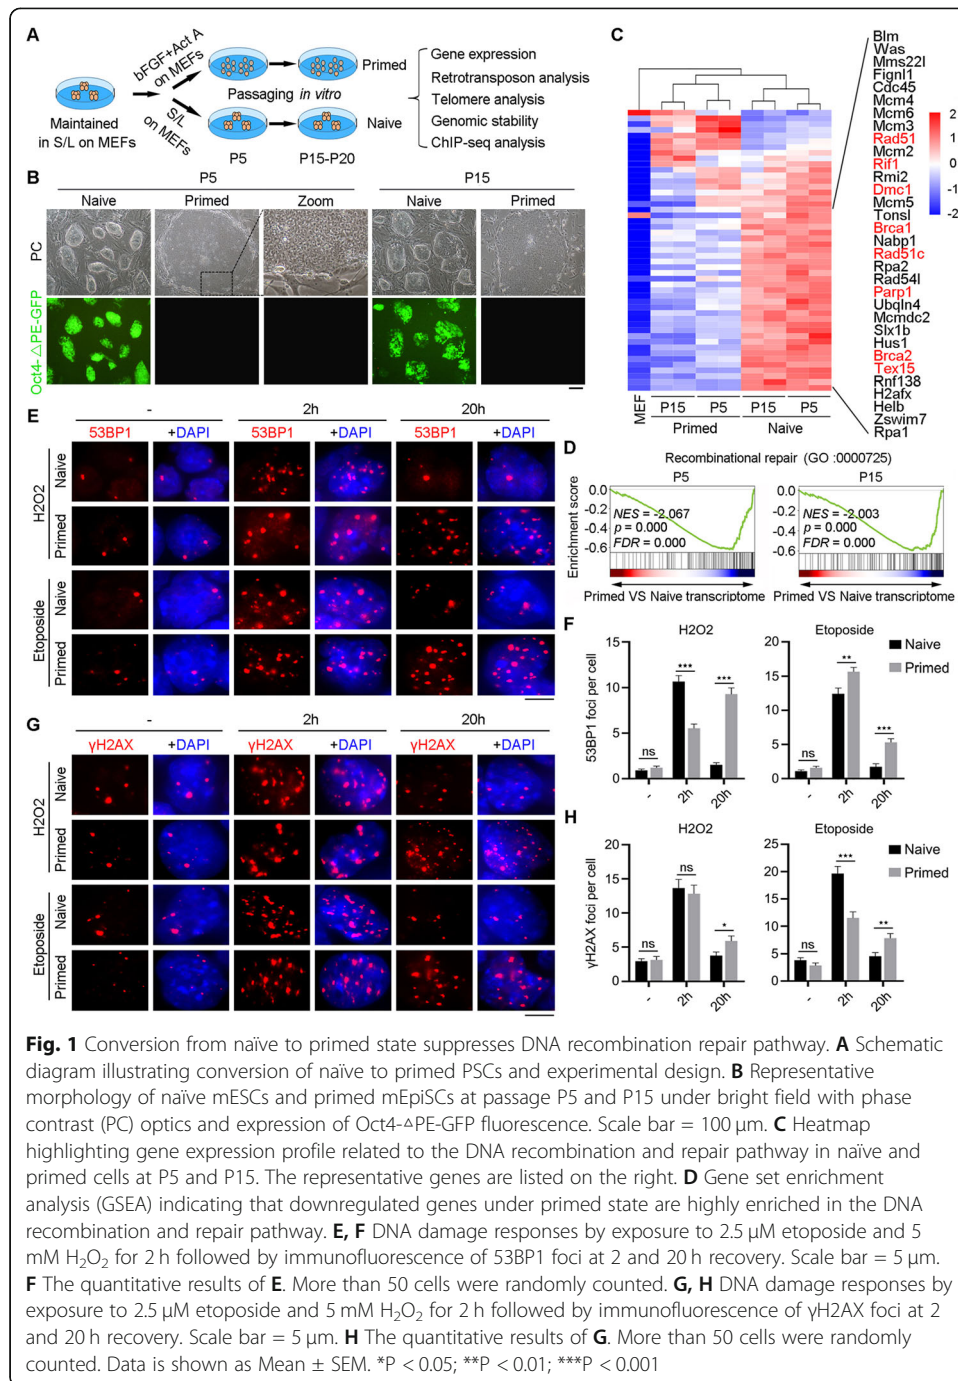 A
Maintained
in S/L on MEFs
bFGF+Act A
on MEFs
S/L
on MEFs
Passaging in vitro
P5
P15-P20
Primed
Naive
Gene expression
Retrotransposon analysis
Telomere analysis
Genomic stability
ChIP-seq analysis
B
P5
P15
Naive
Primed
Zoom
Naive
Primed
PC
Oct4-△PE-GFP
C
Blm
Was
Mms22l
Fignl1
Cdc45
Mcm4
Mcm6
Mcm3
Rad51
Mcm2
Rif1
Rmi2
Dmc1
Mcm5
Tonsl
Brca1
Nabp1
Rad51c
Rpa2
Rad54l
Parp1
Ubqln4
Mcmdc2
Slx1b
Hus1
Brca2
Tex15
Rnf138
H2afx
Helb
Zswim7
Rpa1
2
1
0
-1
-2
MEF
P15
P5
P15
P5
Primed
Naive
D
Recombinational repair (GO :0000725)
P5
P15
Enrichment score
0.0
-0.2
-0.4
-0.6
NES = -2.067
p = 0.000
FDR = 0.000
Primed VS Naive transcriptome
0.0
-0.2
-0.4
-0.6
NES = -2.003
p = 0.000
FDR = 0.000
Primed VS Naive transcriptome
E
-
2h
20h
53BP1
+DAPI
53BP1
+DAPI
53BP1
+DAPI
H2O2
Naive
Primed
Etoposide
Naive
Primed
F
H2O2
Etoposide
Naive
Primed
53BP1 foci per cell
15
10
5
0
ns
***
***
-
2h
20h
20
15
10
5
0
ns
**
***
-
2h
20h
G
-
2h
20h
γH2AX
+DAPI
γH2AX
+DAPI
γH2AX
+DAPI
H2O2
Naive
Primed
Etoposide
Naive
Primed
H
H2O2
Etoposide
Naive
Primed
γH2AX foci per cell
20
15
10
5
0
ns
ns
*
-
2h
20h
25
20
15
10
5
0
ns
***
**
-
2h
20h
Fig. 1 Conversion from naïve to primed state suppresses DNA recombination repair pathway. A Schematic
diagram illustrating conversion of naïve to primed PSCs and experimental design. B Representative
morphology of naïve mESCs and primed mEpiSCs at passage P5 and P15 under bright field with phase
contrast (PC) optics and expression of Oct4-△PE-GFP fluorescence. Scale bar = 100 μm. C Heatmap
highlighting gene expression profile related to the DNA recombination and repair pathway in naïve and
primed cells at P5 and P15. The representative genes are listed on the right. D Gene set enrichment
analysis (GSEA) indicating that downregulated genes under primed state are highly enriched in the DNA
recombination and repair pathway. E, F DNA damage responses by exposure to 2.5 μM etoposide and 5
mM H₂O₂ for 2 h followed by immunofluorescence of 53BP1 foci at 2 and 20 h recovery. Scale bar = 5 μm.
F The quantitative results of E. More than 50 cells were randomly counted. G, H DNA damage responses by
exposure to 2.5 μM etoposide and 5 mM H₂O₂ for 2 h followed by immunofluorescence of γH2AX foci at 2
and 20 h recovery. Scale bar = 5 μm. H The quantitative results of G. More than 50 cells were randomly
counted. Data is shown as Mean ± SEM. *P < 0.05; **P < 0.01; ***P < 0.001